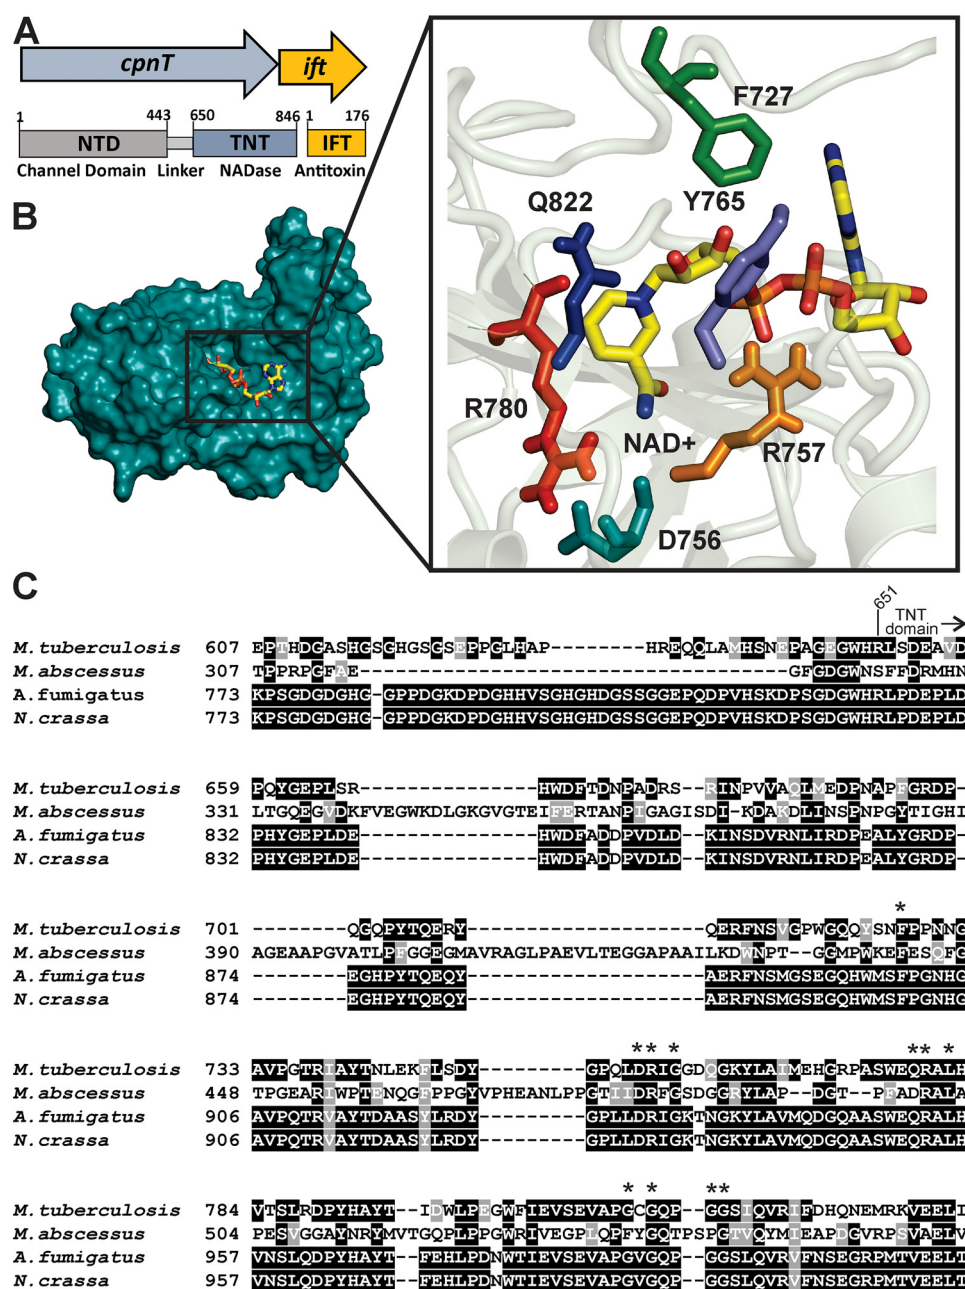 A
cpnT ift
1 443 650 846 1 176
NTD TNT IFT
Channel Domain Linker NADase Antitoxin
B
F727
Q822 Y765
R780 NAD+ R757
D756
C
651
TNT
domain
M.tuberculosis 607 EPTHDGASHGSGHGSGSEPPGLHAP--------HREQQLAMHSNEPAGEGWHRLSDEAVD
M.abscessus 307 TPPRPGFAE------------------------------------GFGDGWNSFFDRMHN
A.fumigatus 773 KPSGDGDGHG-GPPDGKDPDGHHVSGHGHDGSSGGEPQDPVHSKDPSGDGWHRLPDEPLD
N.crassa 773 KPSGDGDGHG-GPPDGKDPDGHHVSGHGHDGSSGGEPQDPVHSKDPSGDGWHRLPDEPLD
M.tuberculosis 659 PQYGEPLSR---------------HWDFTDNPADRS--RINPVVAQLMEDPNAPFGRDP-
M.abscessus 331 LTGQEGVDKFVEGWKDLGKGVGTEIFERTANPIGAGISDI-KDAKDLINSPNPGYTIGHI
A.fumigatus 832 PHYGEPLDE---------------HWDFADDPVDLD--KINSDVRNLIRDPEALYGRDP-
N.crassa 832 PHYGEPLDE---------------HWDFADDPVDLD--KINSDVRNLIRDPEALYGRDP-
*
M.tuberculosis 701 --------QGQPYTQERY--------------------QERFNSVGPWGQQYSNFPPNNG
M.abscessus 390 AGEAAPGVATLPFGGEGMAVRAGLPAEVLTEGGAPAAILKDWNPT--GGMPWKEFESQFG
A.fumigatus 874 --------EGHPYTQEQY--------------------AERFNSMGSEGQHWMSFPGNHG
N.crassa 874 --------EGHPYTQEQY--------------------AERFNSMGSEGQHWMSFPGNHG
** * ** *
M.tuberculosis 733 AVPGTRIAYTNLEKFLSDY---------GPQLDRIGGDQGKYLAIMEHGRPASWEQRALH
M.abscessus 448 TPGEARIWPTENQGFPPGYVPHEANLPPGTIIDRFGSDGGRYLAP--DGT--PFADRALA
A.fumigatus 906 AVPQTRVAYTDAASYLRDY---------GPLLDRIGKTNGKYLAVMQDGQAASWEQRALH
N.crassa 906 AVPQTRVAYTDAASYLRDY---------GPLLDRIGKTNGKYLAVMQDGQAASWEQRALH
* * **
M.tuberculosis 784 VTSLRDPYHAYT--IDWLPEGWFIEVSEVAPGCGQP--GGSIQVRIFDHQNEMRKVEELI
M.abscessus 504 PESVGGAYNRYMVTGQPLPPGWRIVEGPLQPFYGQTPSPGTVQYMIEAPDGVRPSVAELV
A.fumigatus 957 VNSLQDPYHAYT--FEHLPDNWTIEVSEVAPGVGQP--GGSLQVRVFNSEGRPMTVEELI
N.crassa 957 VNSLQDPYHAYT--FEHLPDNWTIEVSEVAPGVGQP--GGSLQVRVFNSEGRPMTVEELI